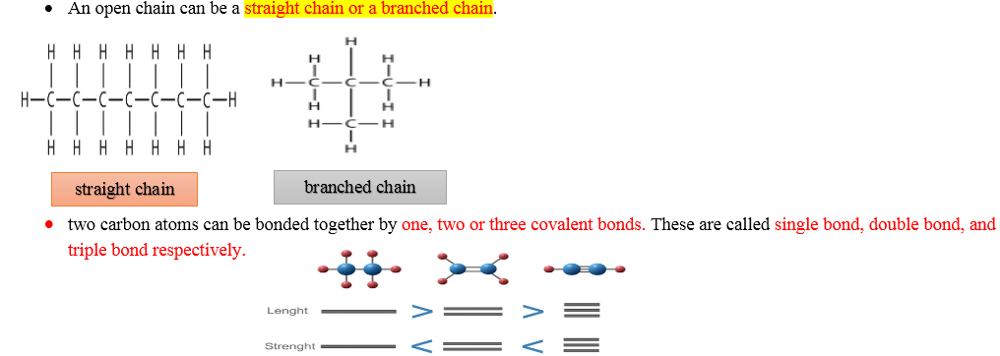 • An open chain can be a straight chain or a branched chain.
H H H H H H H
H–C–C–C–C–C–C–C–H
H H H H H H H
H
H H
H—C—C—C—H
H H
H—C—H
H
straight chain
branched chain
• two carbon atoms can be bonded together by one, two or three covalent bonds. These are called single bond, double bond, and
triple bond respectively.
Lenght > >
Strenght < <